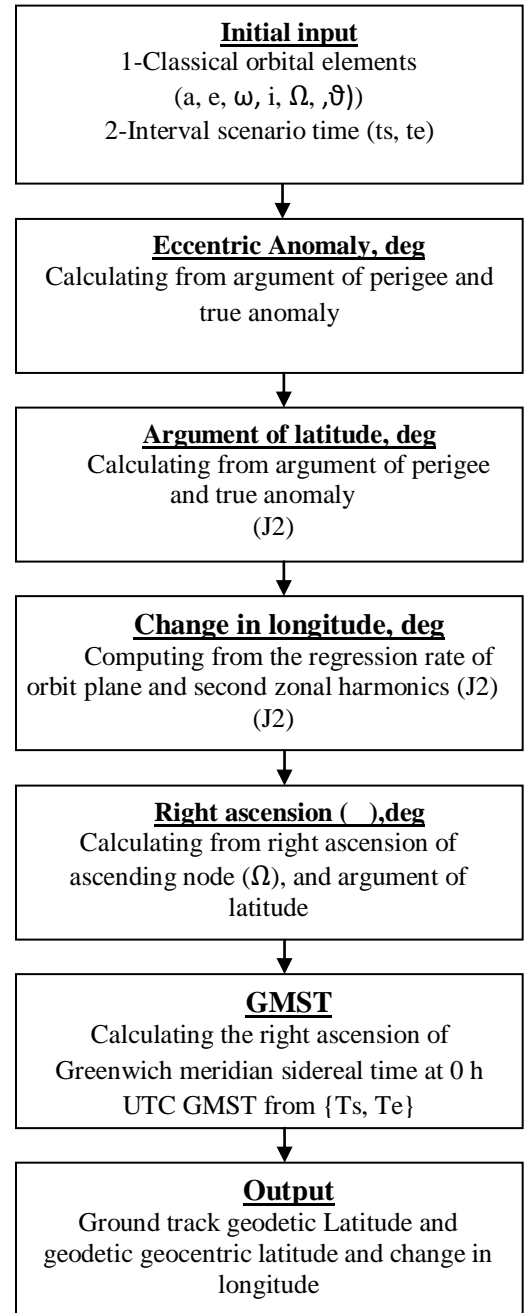 Initial input
1-Classical orbital elements
(a, e, ω, i, Ω, ,ϑ))
2-Interval scenario time (ts, te)
Eccentric Anomaly, deg
Calculating from argument of perigee and
true anomaly
Argument of latitude, deg
Calculating from argument of perigee
and true anomaly
(J2)
Change in longitude, deg
Computing from the regression rate of
orbit plane and second zonal harmonics (J2)
(J2)
Right ascension ( ),deg
Calculating from right ascension of
ascending node (Ω), and argument of
latitude
GMST
Calculating the right ascension of
Greenwich meridian sidereal time at 0 h
UTC GMST from {Ts, Te}
Output
Ground track geodetic Latitude and
geodetic geocentric latitude and change in
longitude